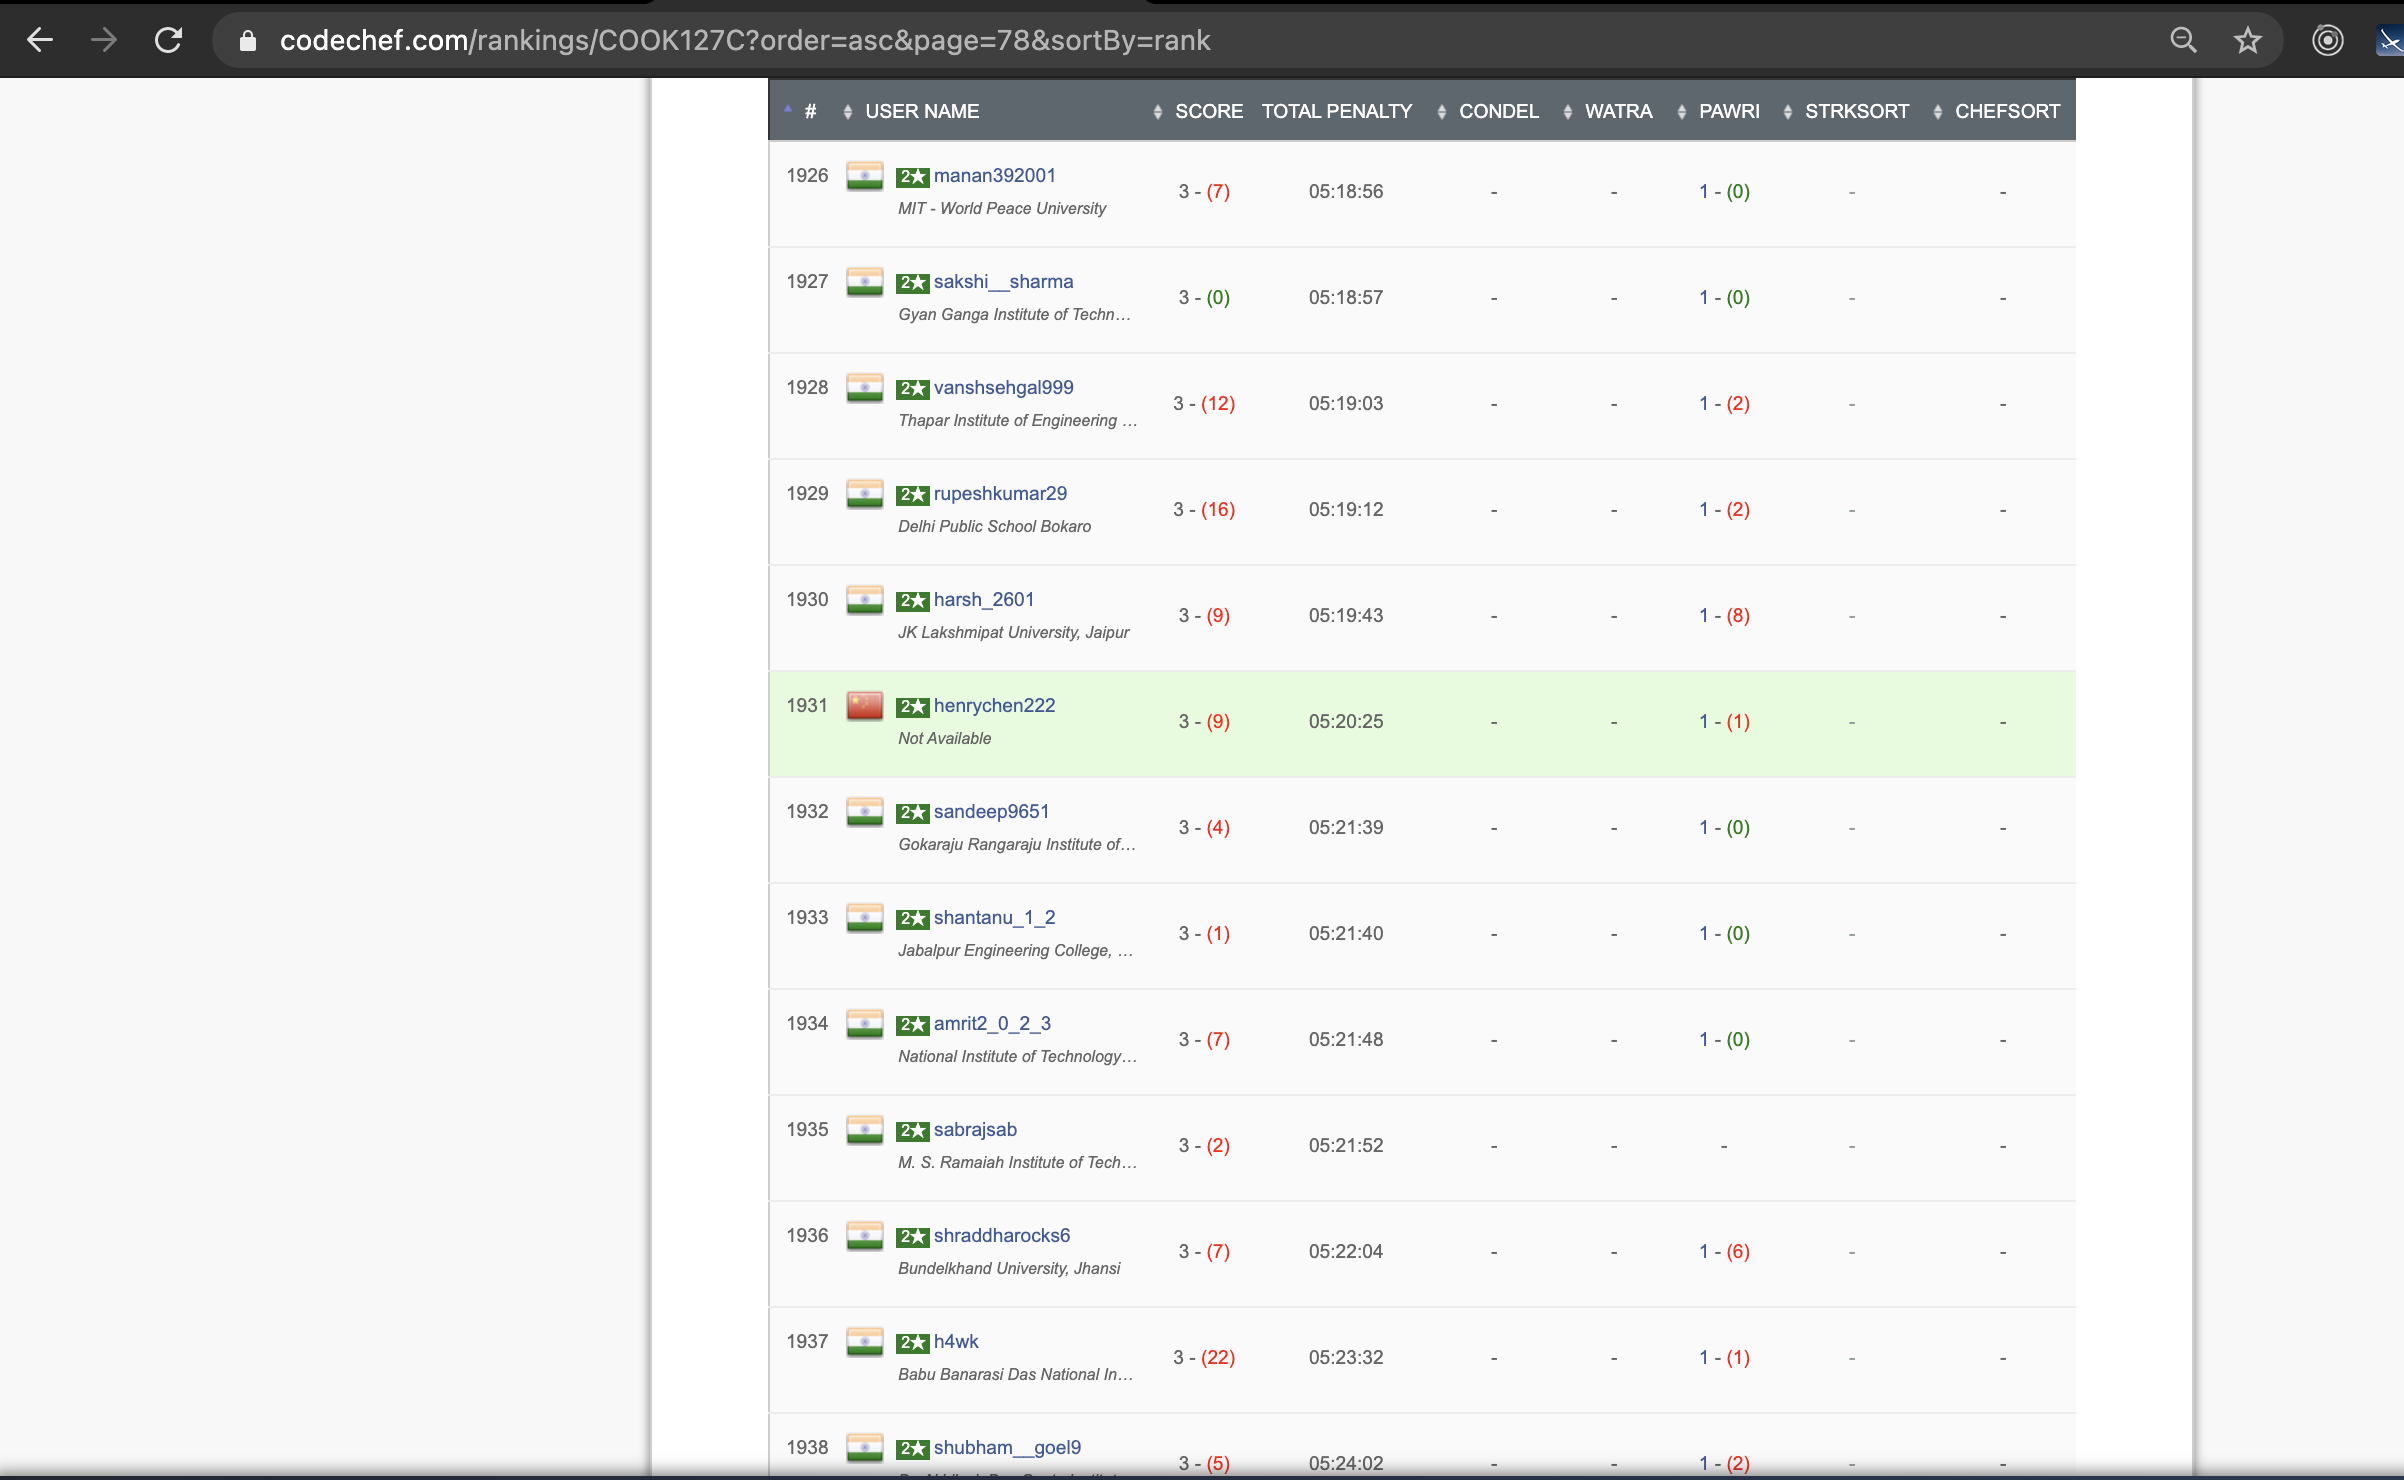 codechef.com/rankings/COOK127C?order=asc&page=78&sortBy=rank
# USER NAME SCORE TOTAL PENALTY CONDEL WATRA PAWRI STRKSORT CHEFSORT
1926 2★ manan392001 3 - (7) 05:18:56 - - 1 - (0) - -
MIT - World Peace University
1927 2★ sakshi__sharma 3 - (0) 05:18:57 - - 1 - (0) - -
Gyan Ganga Institute of Techn...
1928 2★ vanshsehgal999 3 - (12) 05:19:03 - - 1 - (2) - -
Thapar Institute of Engineering ...
1929 2★ rupeshkumar29 3 - (16) 05:19:12 - - 1 - (2) - -
Delhi Public School Bokaro
1930 2★ harsh_2601 3 - (9) 05:19:43 - - 1 - (8) - -
JK Lakshmipat University, Jaipur
1931 2★ henrychen222 3 - (9) 05:20:25 - - 1 - (1) - -
Not Available
1932 2★ sandeep9651 3 - (4) 05:21:39 - - 1 - (0) - -
Gokaraju Rangaraju Institute of...
1933 2★ shantanu_1_2 3 - (1) 05:21:40 - - 1 - (0) - -
Jabalpur Engineering College, ...
1934 2★ amrit2_0_2_3 3 - (7) 05:21:48 - - 1 - (0) - -
National Institute of Technology...
1935 2★ sabrajsab 3 - (2) 05:21:52 - - - - -
M. S. Ramaiah Institute of Tech...
1936 2★ shraddharocks6 3 - (7) 05:22:04 - - 1 - (6) - -
Bundelkhand University, Jhansi
1937 2★ h4wk 3 - (22) 05:23:32 - - 1 - (1) - -
Babu Banarasi Das National In...
1938 2★ shubham__goel9 3 - (5) 05:24:02 - - 1 - (2) - -